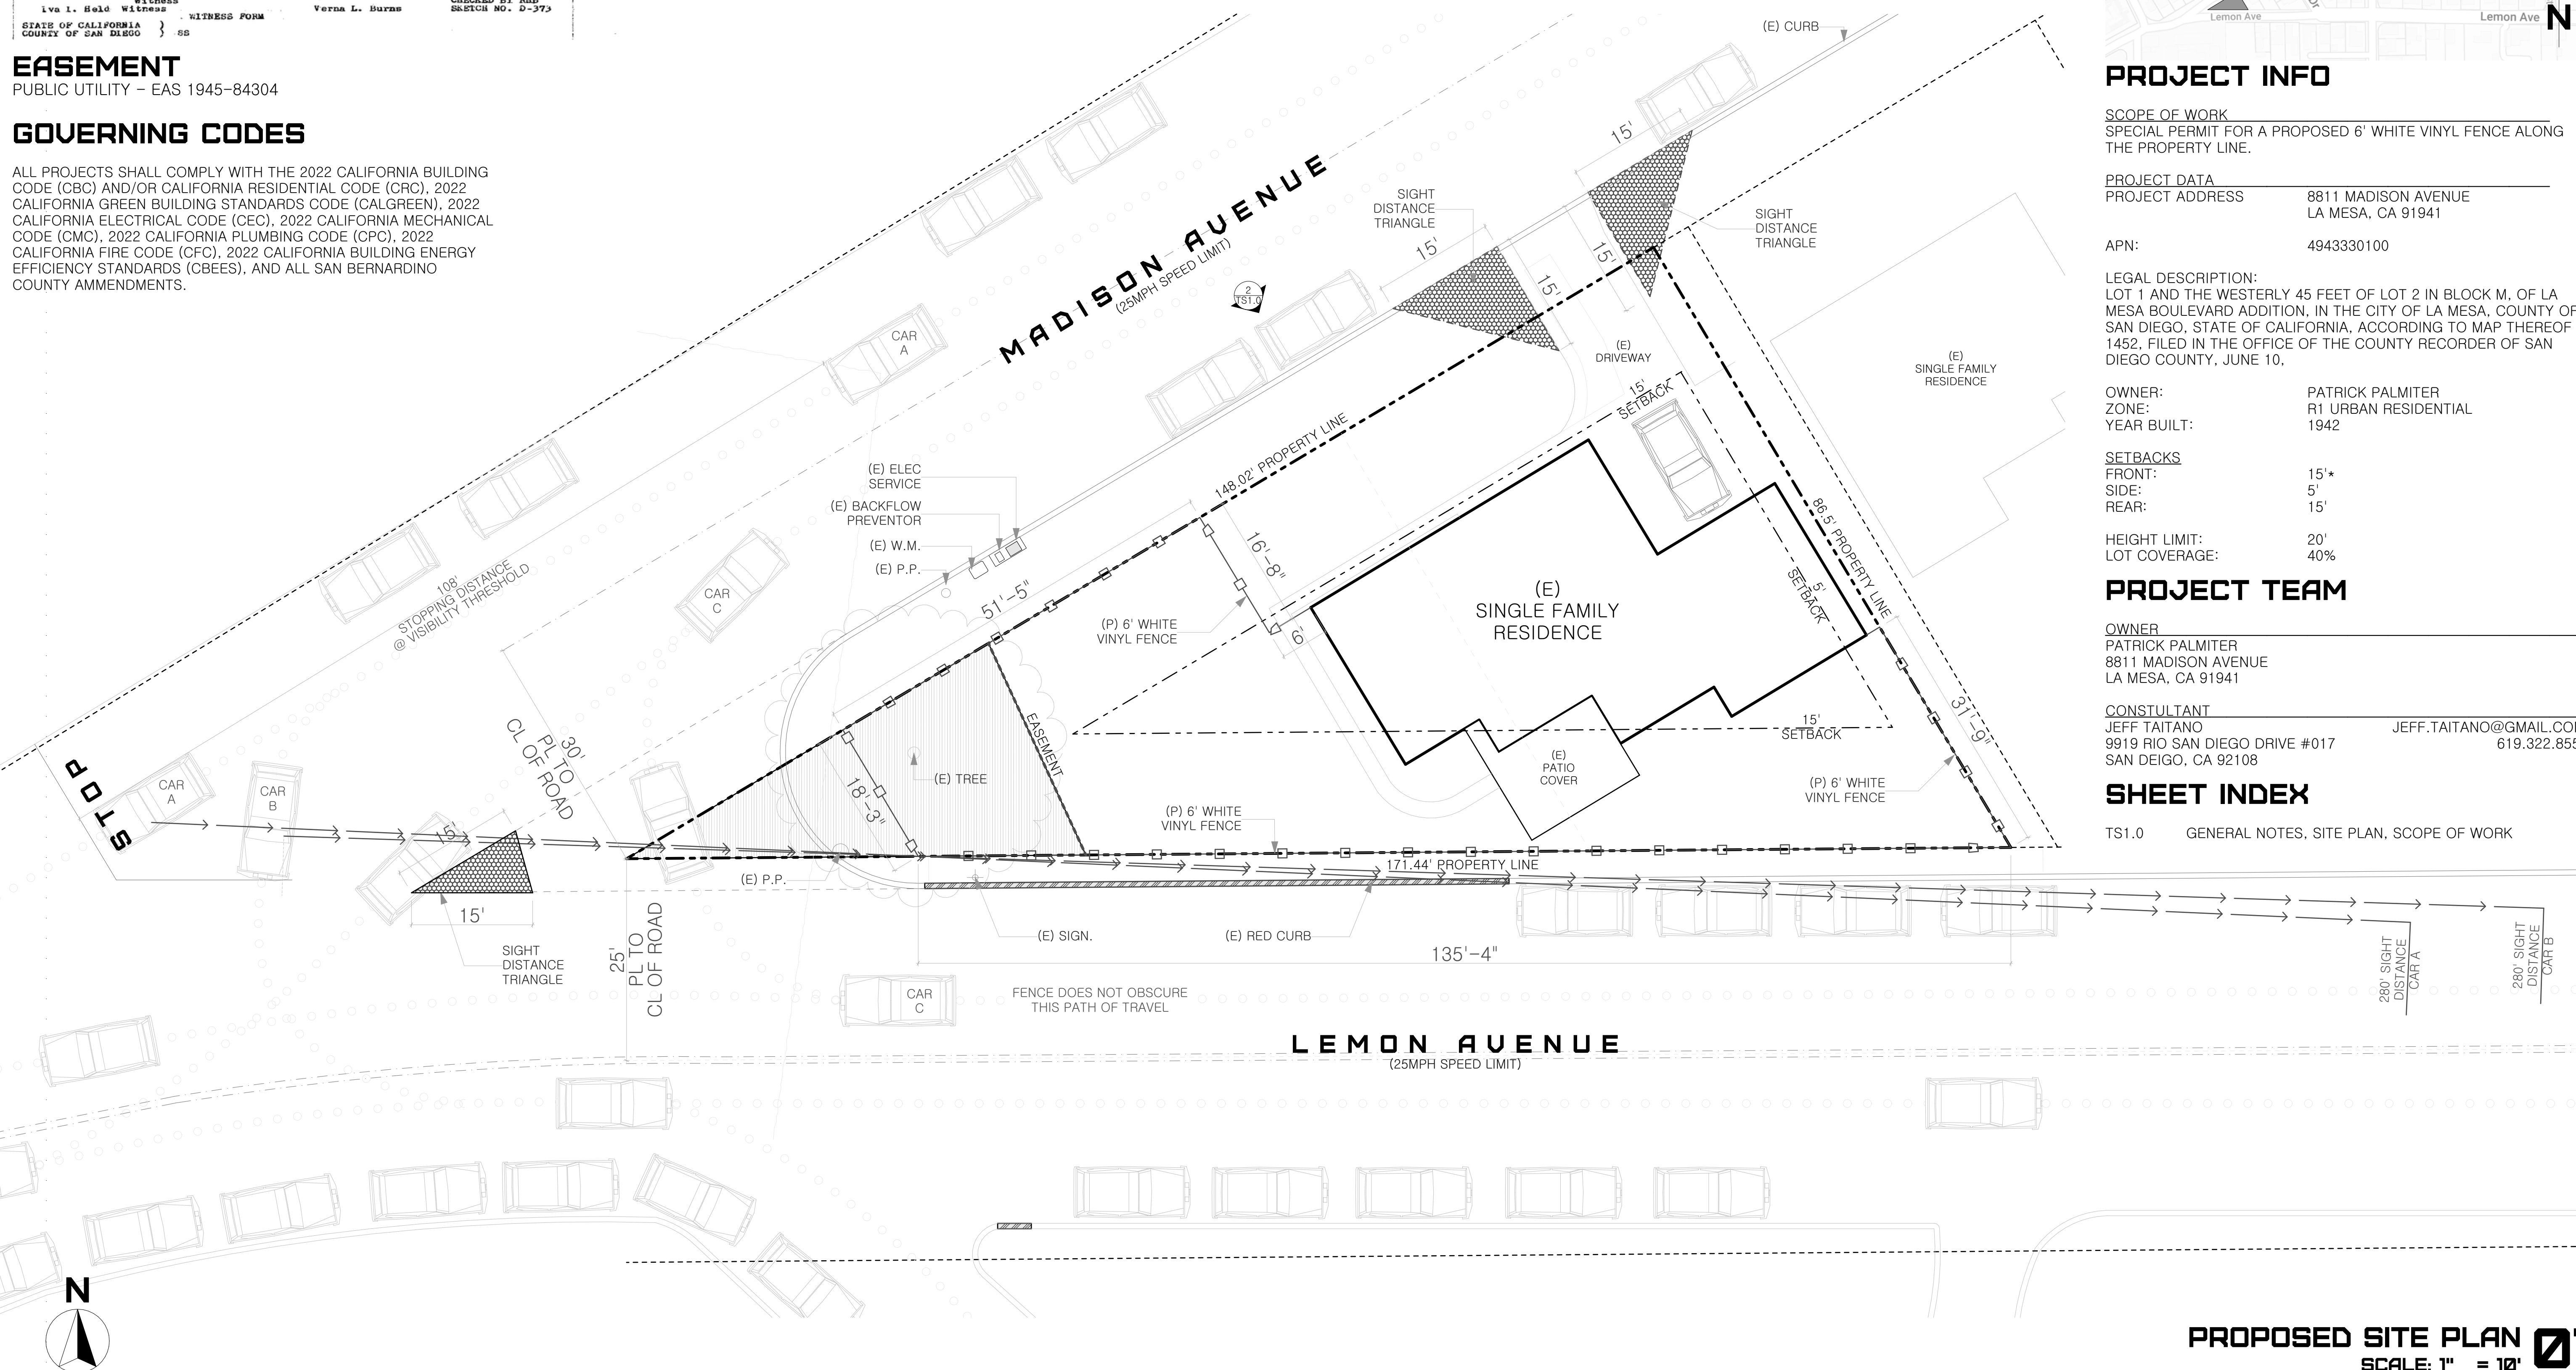 Witness
Iva I. Held Witness
WITNESS FORM
Verna L. Burns
CHECKED BY RHB
SKETCH NO. D-373
STATE OF CALIFORNIA
COUNTY OF SAN DIEGO } SS
EASEMENT
PUBLIC UTILITY - EAS 1945-84304
GOVERNING CODES
ALL PROJECTS SHALL COMPLY WITH THE 2022 CALIFORNIA BUILDING
CODE (CBC) AND/OR CALIFORNIA RESIDENTIAL CODE (CRC), 2022
CALIFORNIA GREEN BUILDING STANDARDS CODE (CALGREEN), 2022
CALIFORNIA ELECTRICAL CODE (CEC), 2022 CALIFORNIA MECHANICAL
CODE (CMC), 2022 CALIFORNIA PLUMBING CODE (CPC), 2022
CALIFORNIA FIRE CODE (CFC), 2022 CALIFORNIA BUILDING ENERGY
EFFICIENCY STANDARDS (CBEES), AND ALL SAN BERNARDINO
COUNTY AMMENDMENTS.
(E) CURB
15'
SIGHT
DISTANCE
TRIANGLE
15'
15'
15'
SIGHT
DISTANCE
TRIANGLE
MADISON AVENUE
(25MPH SPEED LIMIT)
2
TS1.0
CAR
A
(E)
DRIVEWAY
(E)
SINGLE FAMILY
RESIDENCE
15'
SETBACK
148.02' PROPERTY LINE
86.5' PROPERTY LINE
(E) ELEC
SERVICE
(E) BACKFLOW
PREVENTOR
(E) W.M.
(E) P.P.
CAR
C
108'
STOPPING DISTANCE
@ VISIBILITY THRESHOLD
51'-5"
16'-8"
(P) 6' WHITE
VINYL FENCE
6'
(E)
SINGLE FAMILY
RESIDENCE
5'
SETBACK
31'-9"
15'
SETBACK
30'
PL TO
CL OF ROAD
EASEMENT
(E) TREE
18'-3"
(E)
PATIO
COVER
(P) 6' WHITE
VINYL FENCE
(P) 6' WHITE
VINYL FENCE
STOP
CAR
A
CAR
B
15'
15'
SIGHT
DISTANCE
TRIANGLE
171.44' PROPERTY LINE
(E) P.P.
25'
PL TO
CL OF ROAD
(E) SIGN.
(E) RED CURB
135'-4"
CAR
C
FENCE DOES NOT OBSCURE
THIS PATH OF TRAVEL
280' SIGHT
DISTANCE
CAR A
280' SIGHT
DISTANCE
CAR B
LEMON AVENUE
(25MPH SPEED LIMIT)
N
Lemon Ave
Lemon Ave
Dr
N
PROJECT INFO
SCOPE OF WORK
SPECIAL PERMIT FOR A PROPOSED 6' WHITE VINYL FENCE ALONG
THE PROPERTY LINE.
PROJECT DATA
PROJECT ADDRESS 8811 MADISON AVENUE
LA MESA, CA 91941
APN: 4943330100
LEGAL DESCRIPTION:
LOT 1 AND THE WESTERLY 45 FEET OF LOT 2 IN BLOCK M, OF LA
MESA BOULEVARD ADDITION, IN THE CITY OF LA MESA, COUNTY OF
SAN DIEGO, STATE OF CALIFORNIA, ACCORDING TO MAP THEREOF
1452, FILED IN THE OFFICE OF THE COUNTY RECORDER OF SAN
DIEGO COUNTY, JUNE 10,
OWNER: PATRICK PALMITER
ZONE: R1 URBAN RESIDENTIAL
YEAR BUILT: 1942
SETBACKS
FRONT: 15'*
SIDE: 5'
REAR: 15'
HEIGHT LIMIT: 20'
LOT COVERAGE: 40%
PROJECT TEAM
OWNER
PATRICK PALMITER
8811 MADISON AVENUE
LA MESA, CA 91941
CONSTULTANT
JEFF TAITANO JEFF.TAITANO@GMAIL.CO
9919 RIO SAN DIEGO DRIVE #017 619.322.855
SAN DEIGO, CA 92108
SHEET INDEX
TS1.0 GENERAL NOTES, SITE PLAN, SCOPE OF WORK
PROPOSED SITE PLAN 0
SCALE: 1" = 10'